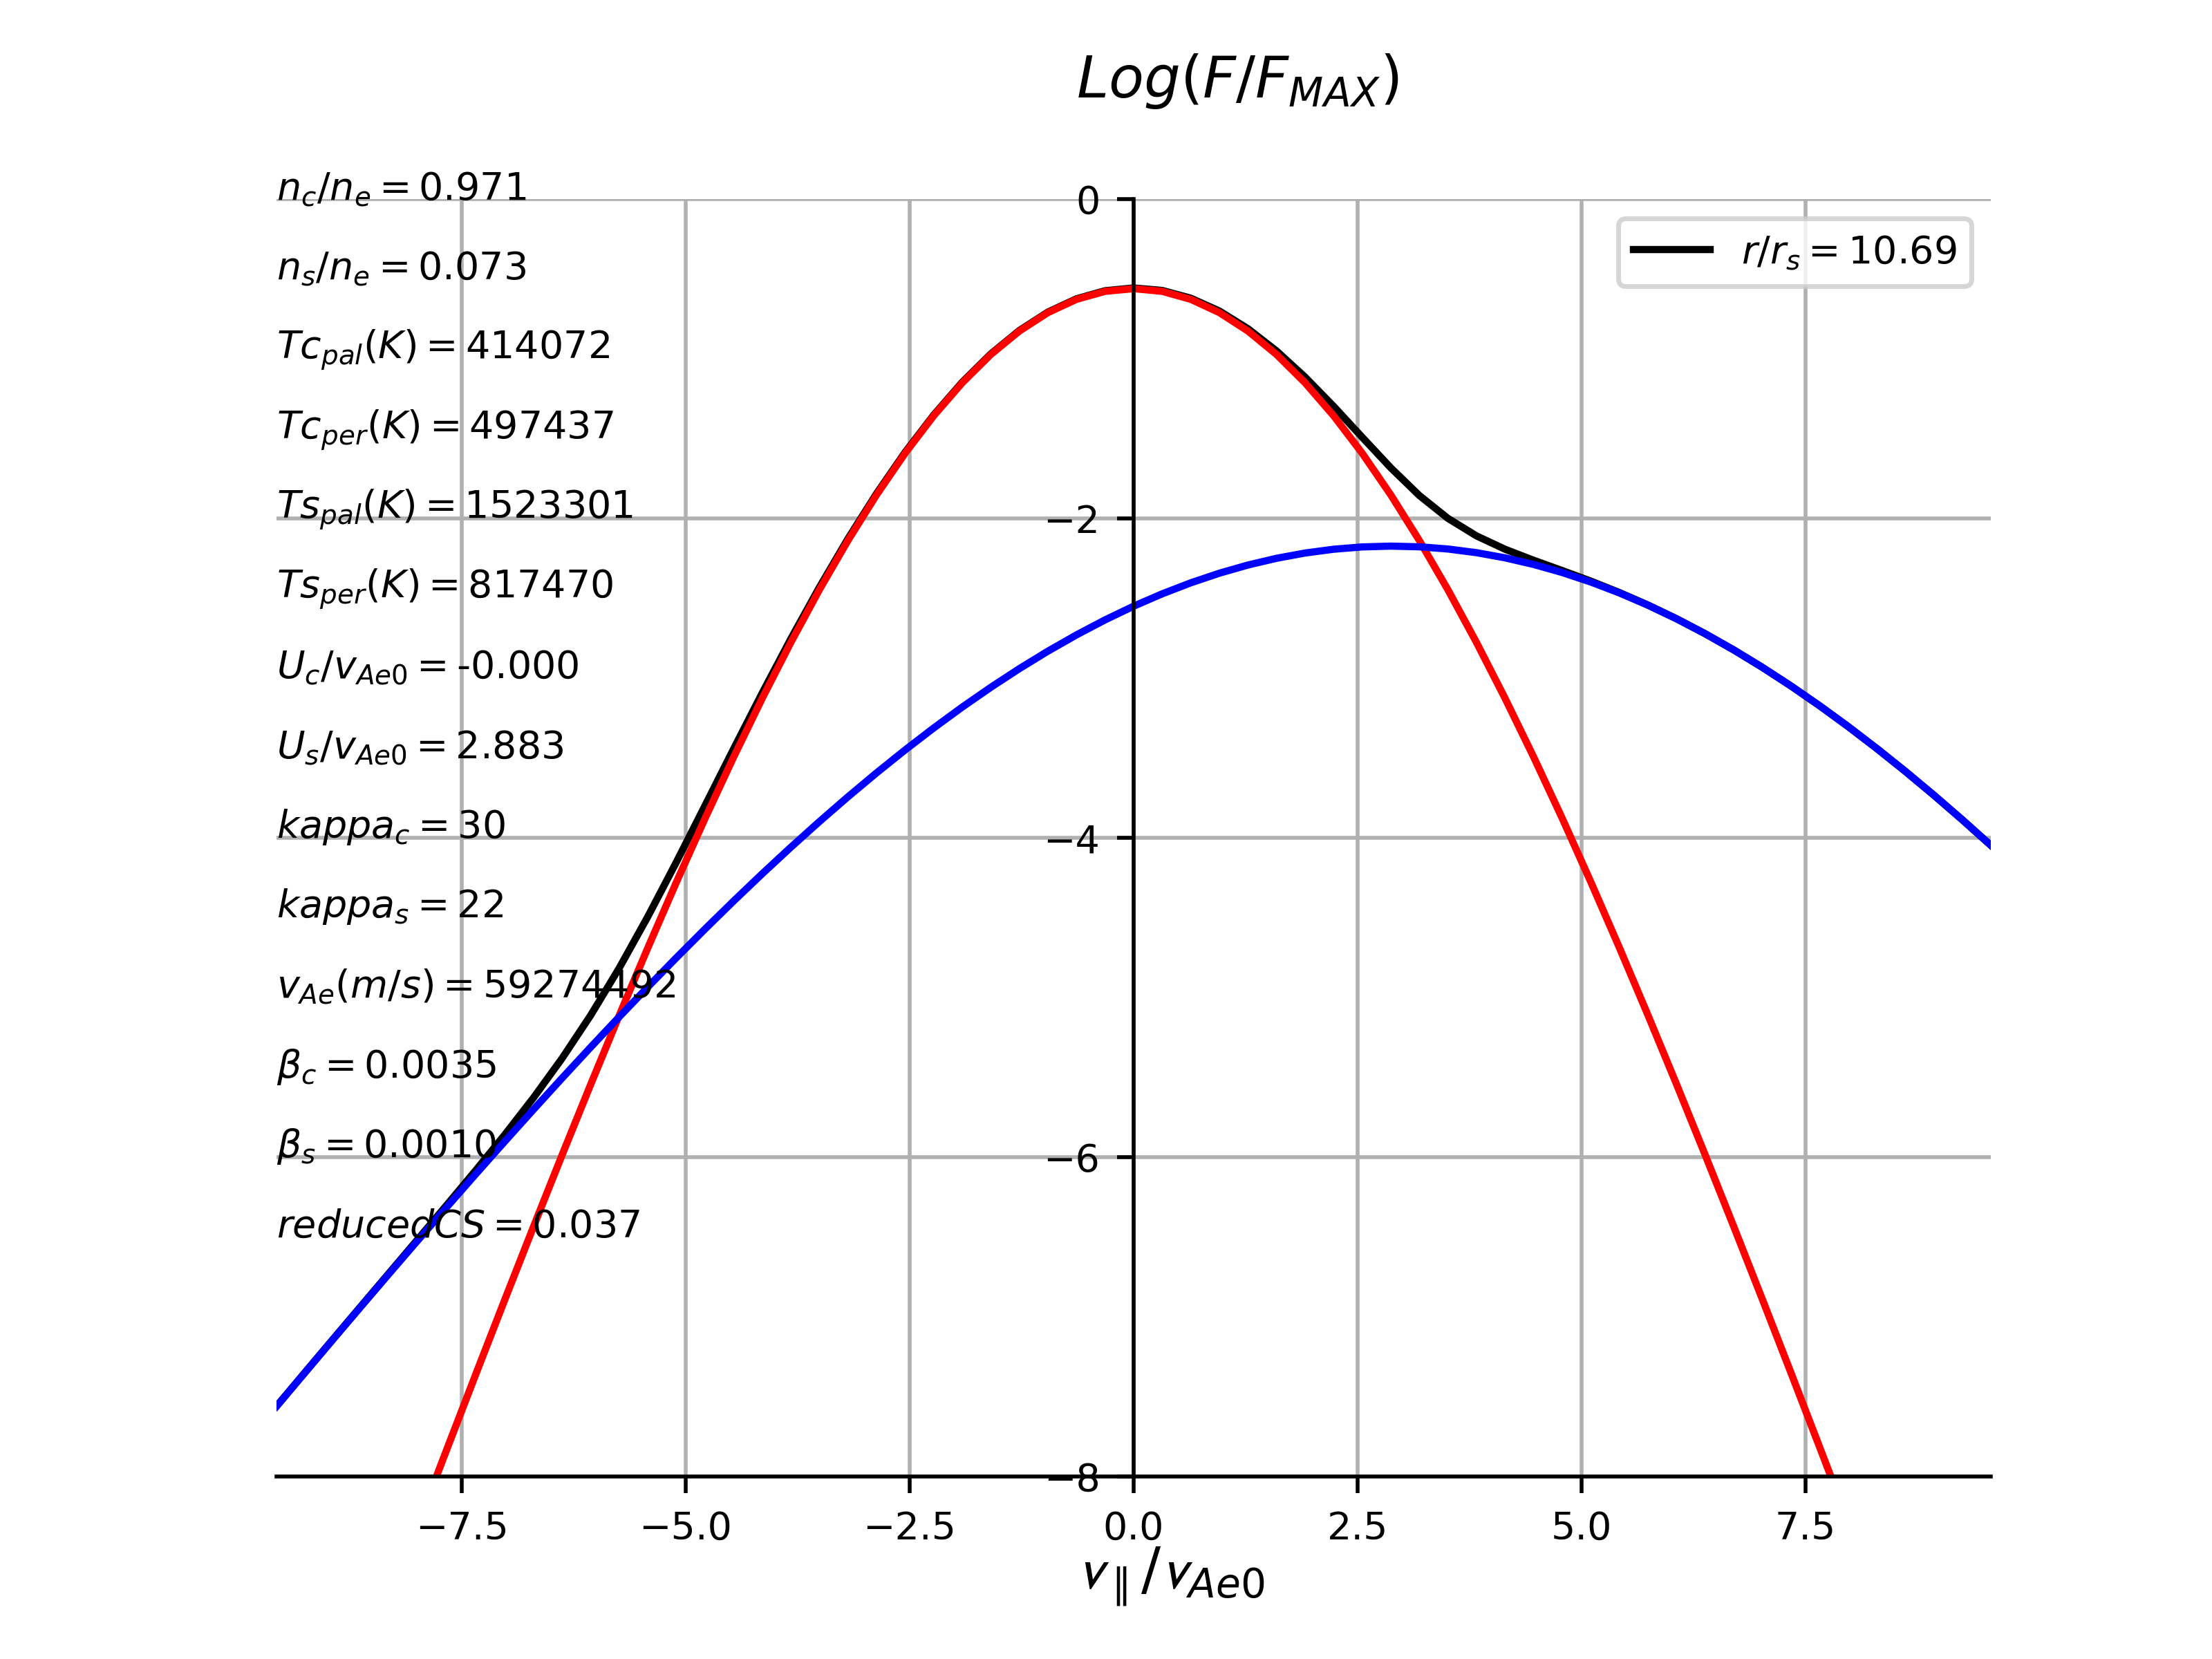 Log(F/F_MAX)
n_c/n_e = 0.971
0
r/r_s = 10.69
n_s/n_e = 0.073
Tc_pal(K) = 414072
Tc_per(K) = 497437
Ts_pal(K) = 1523301
−2
Ts_per(K) = 817470
U_c/v_Ae0 = -0.000
U_s/v_Ae0 = 2.883
kappa_c = 30
−4
kappa_s = 22
v_Ae(m/s) = 59274492
β_c = 0.0035
β_s = 0.0010
−6
reducedCS = 0.037
−8
−7.5 −5.0 −2.5 0.0 2.5 5.0 7.5
v_∥/v_Ae0